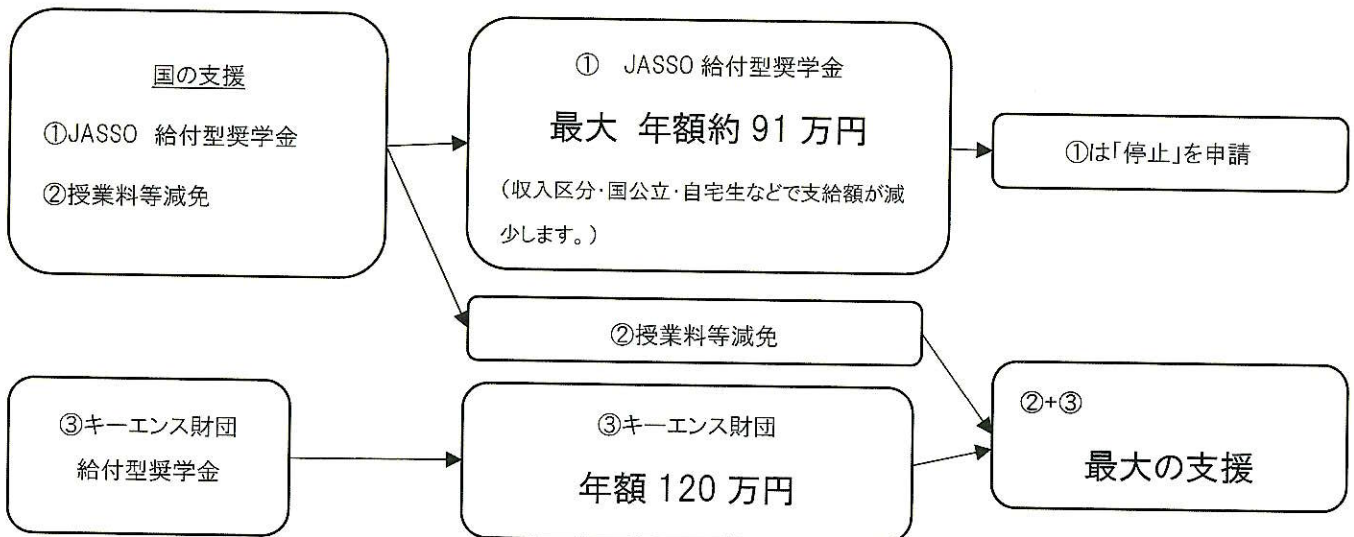 国の支援
①JASSO 給付型奨学金
②授業料等減免
① JASSO 給付型奨学金
最大 年額約 91 万円
(収入区分・国公立・自宅生などで支給額が減
少します。)
①は「停止」を申請
②授業料等減免
③キーエンス財団
給付型奨学金
③キーエンス財団
年額 120 万円
②+③
最大の支援